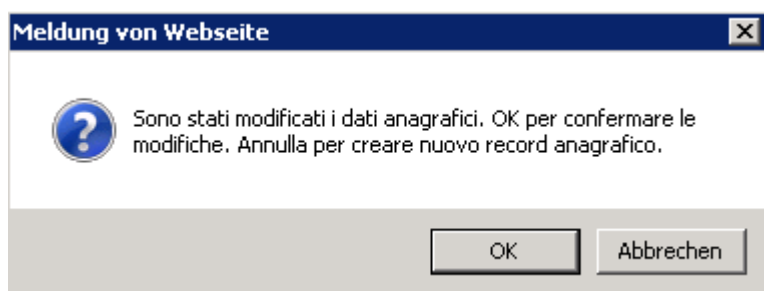 Meldung von Webseite
Sono stati modificati i dati anagrafici. OK per confermare le
modifiche. Annulla per creare nuovo record anagrafico.
OK
Abbrechen